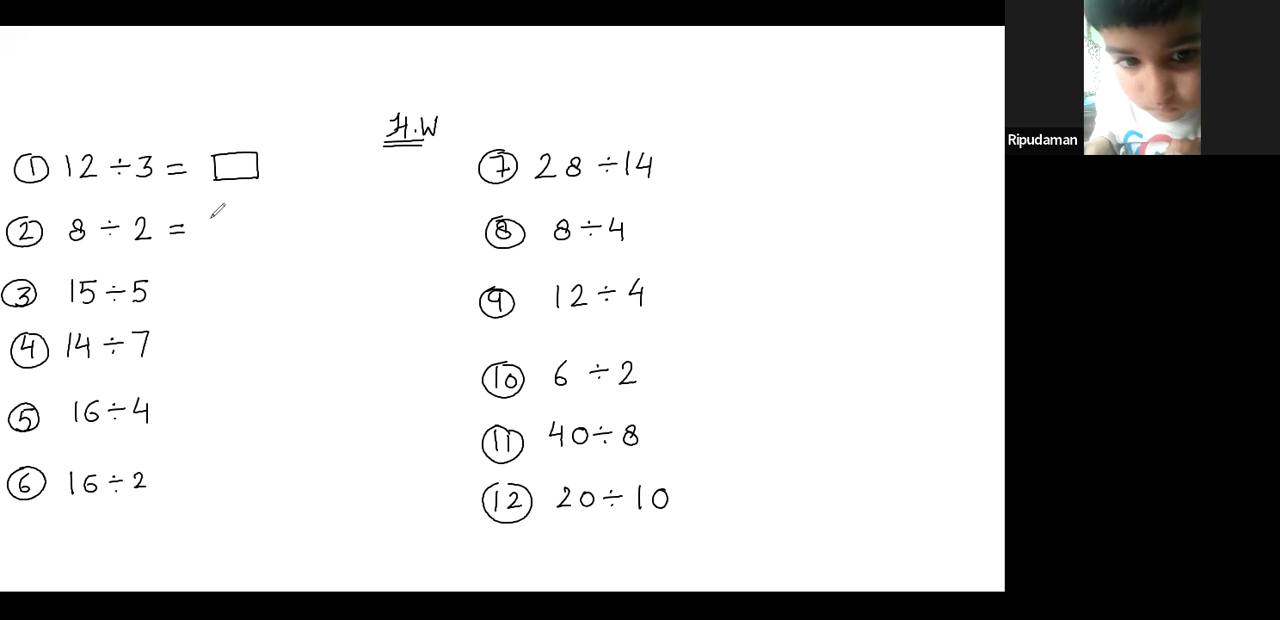 H.W
① 12 ÷ 3 =
② 8 ÷ 2 =
③ 15 ÷ 5
④ 14 ÷ 7
⑤ 16 ÷ 4
⑥ 16 ÷ 2
⑦ 28 ÷ 14
⑧ 8 ÷ 4
⑨ 12 ÷ 4
⑩ 6 ÷ 2
⑪ 40 ÷ 8
⑫ 20 ÷ 10
Ripudaman